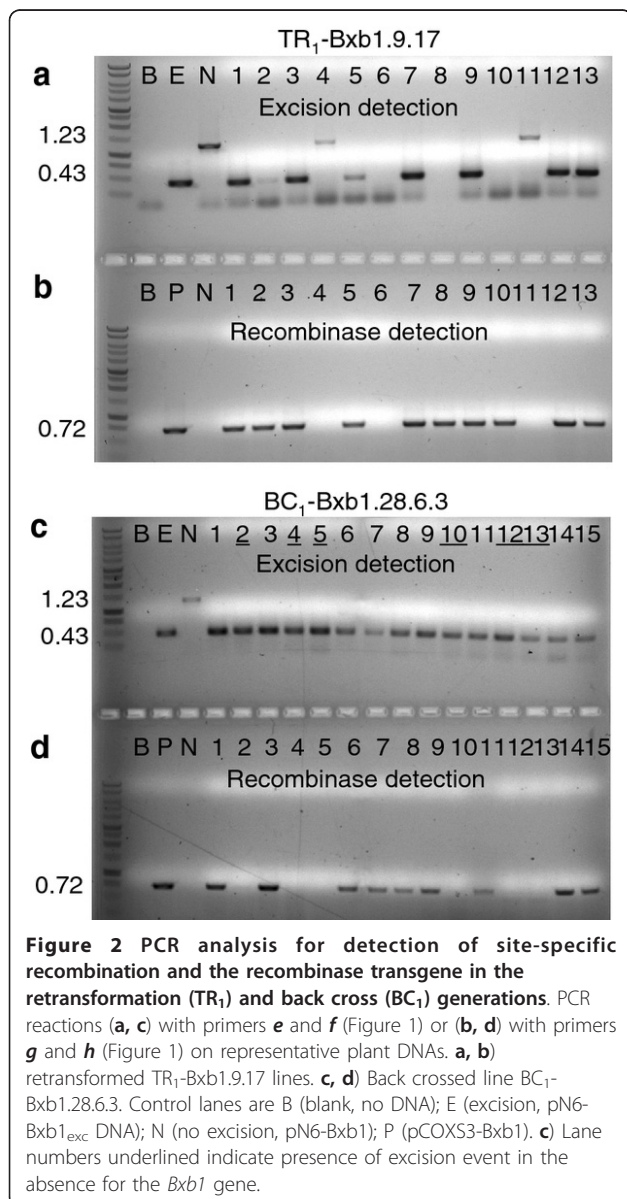 TR₁-Bxb1.9.17
a
B E N 1 2 3 4 5 6 7 8 9 10 11 12 13
Excision detection
1.23
0.43
b
B P N 1 2 3 4 5 6 7 8 9 10 11 12 13
Recombinase detection
0.72
BC₁-Bxb1.28.6.3
c
B E N 1 2 3 4 5 6 7 8 9 10 11 12 13 14 15
Excision detection
1.23
0.43
d
B P N 1 2 3 4 5 6 7 8 9 10 11 12 13 14 15
Recombinase detection
0.72
Figure 2 PCR analysis for detection of site-specific
recombination and the recombinase transgene in the
retransformation (TR₁) and back cross (BC₁) generations. PCR
reactions (a, c) with primers e and f (Figure 1) or (b, d) with primers
g and h (Figure 1) on representative plant DNAs. a, b)
retransformed TR₁-Bxb1.9.17 lines. c, d) Back crossed line BC₁-
Bxb1.28.6.3. Control lanes are B (blank, no DNA); E (excision, pN6-
Bxb1exc DNA); N (no excision, pN6-Bxb1); P (pCOXS3-Bxb1). c) Lane
numbers underlined indicate presence of excision event in the
absence for the Bxb1 gene.